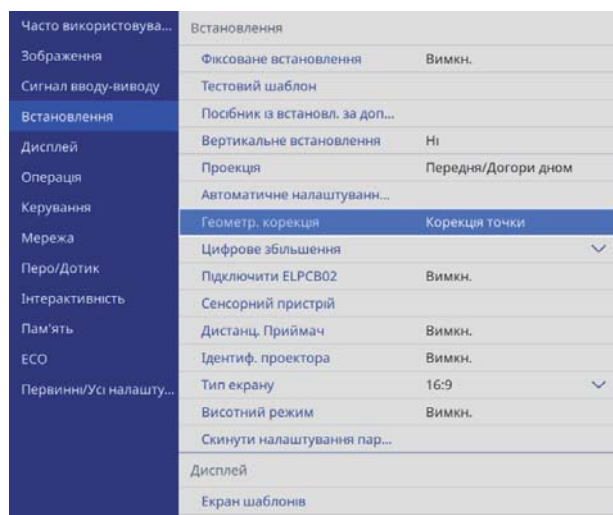 Часто використовува...
Зображення
Сигнал вводу-виводу
Встановлення
Дисплей
Операція
Керування
Мережа
Перо/Дотик
Інтерактивність
Пам'ять
ECO
Первинні/Усі налашту...
Встановлення
Фіксоване встановлення Вимкн.
Тестовий шаблон
Посібник із встановл. за доп...
Вертикальне встановлення Ні
Проекція Передня/Догори дном
Автоматичне налаштуванн...
Геометр. корекція Корекція точки
Цифрове збільшення
Підключити ELPCB02 Вимкн.
Сенсорний пристрій
Дистанц. Приймач Вимкн.
Ідентиф. проектора Вимкн.
Тип екрану 16:9
Висотний режим Вимкн.
Скинути налаштування пар...
Дисплей
Екран шаблонів